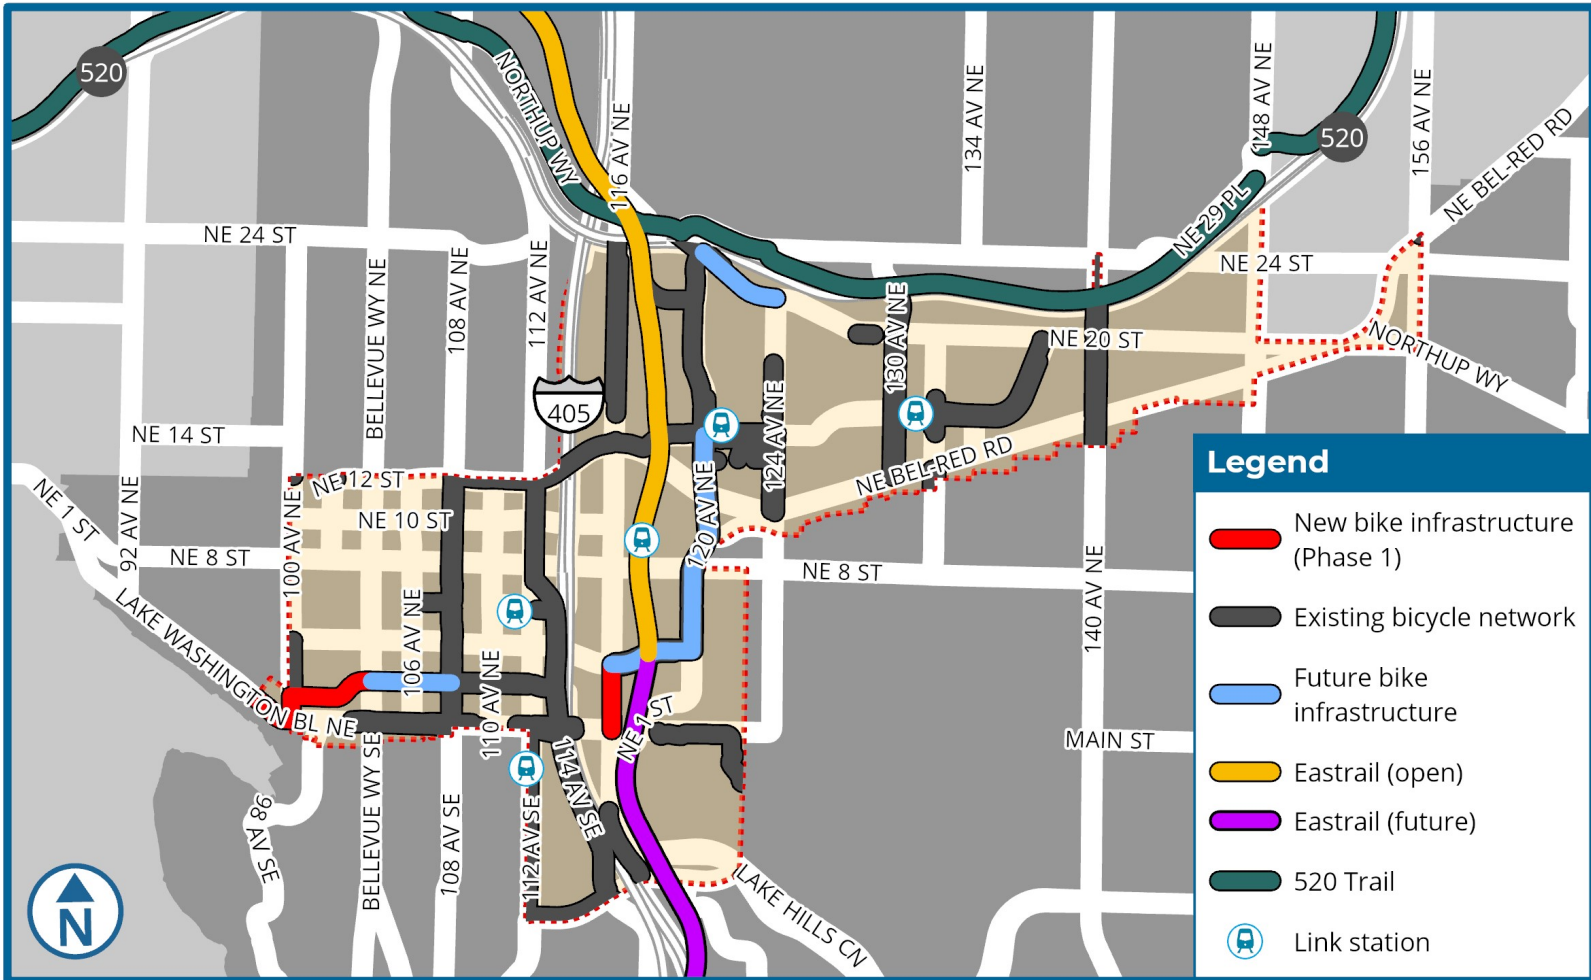 520
NORTHUP WY
116 AV NE
134 AV NE
148 AV NE
520
156 AV NE
NE BEL-RED RD
NE 24 ST
BELLEVUE WY NE
108 AV NE
112 AV NE
NE 29 PL
NE 24 ST
130 AV NE
NE 20 ST
NORTHUP WY
405
124 AV NE
NE 14 ST
NE BEL-RED RD
NE 1 ST
92 AV NE
NE 12 ST
100 AV NE
NE 10 ST
120 AV NE
NE 8 ST
NE 8 ST
140 AV NE
LAKE WASHINGTON BL NE
106 AV NE
110 AV NE
NE 1 ST
MAIN ST
98 AV SE
BELLEVUE WY SE
108 AV SE
112 AV SE
114 AV SE
LAKE HILLS CN
N
Legend
New bike infrastructure
(Phase 1)
Existing bicycle network
Future bike
infrastructure
Eastrail (open)
Eastrail (future)
520 Trail
Link station